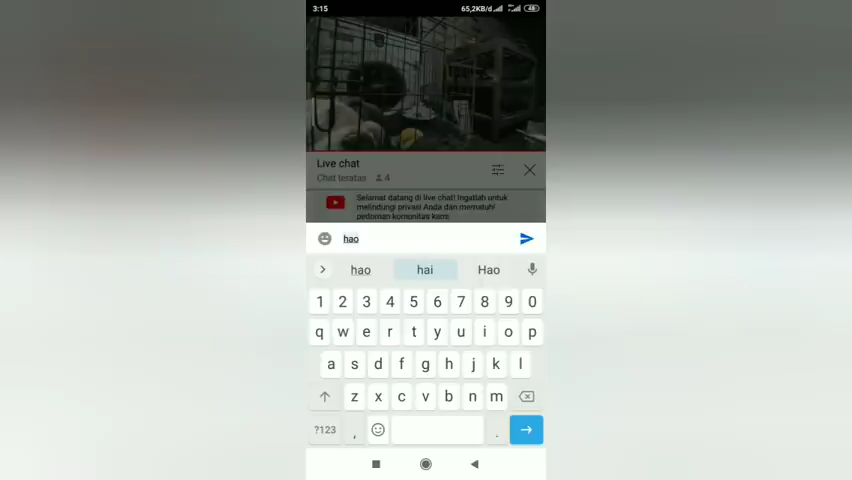 3:15 65,2KB/d 48
Live chat
Chat teratas 4
Selamat datang di live chat! Ingatlah untuk
melindungi privasi Anda dan mematuhi
pedoman komunitas kami
hao
hao hai Hao
1 2 3 4 5 6 7 8 9 0
q w e r t y u i o p
a s d f g h j k l
z x c v b n m
?123 , .